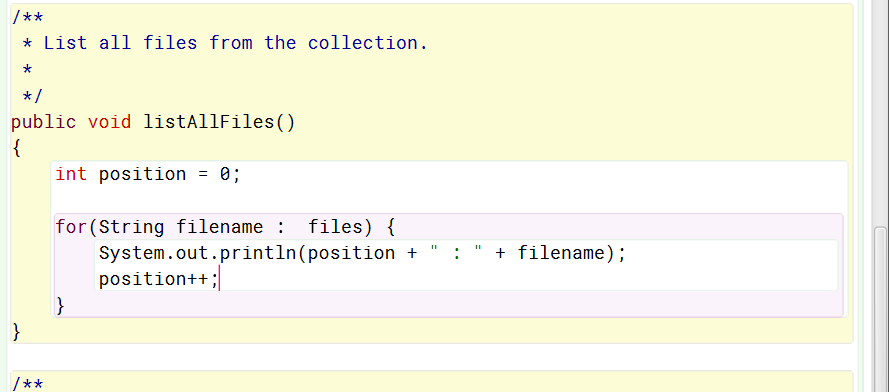 /**
 * List all files from the collection.
 *
 */
public void listAllFiles()
{
    int position = 0;

    for(String filename :  files) {
        System.out.println(position + " : " + filename);
        position++;
    }
}

/**